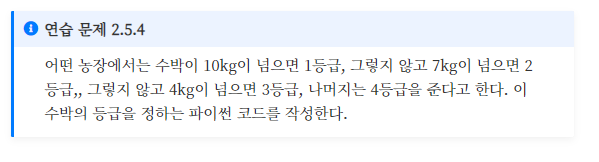 연습 문제 2.5.4
어떤 농장에서는 수박이 10kg이 넘으면 1등급, 그렇지 않고 7kg이 넘으면 2
등급,, 그렇지 않고 4kg이 넘으면 3등급, 나머지는 4등급을 준다고 한다. 이
수박의 등급을 정하는 파이썬 코드를 작성한다.